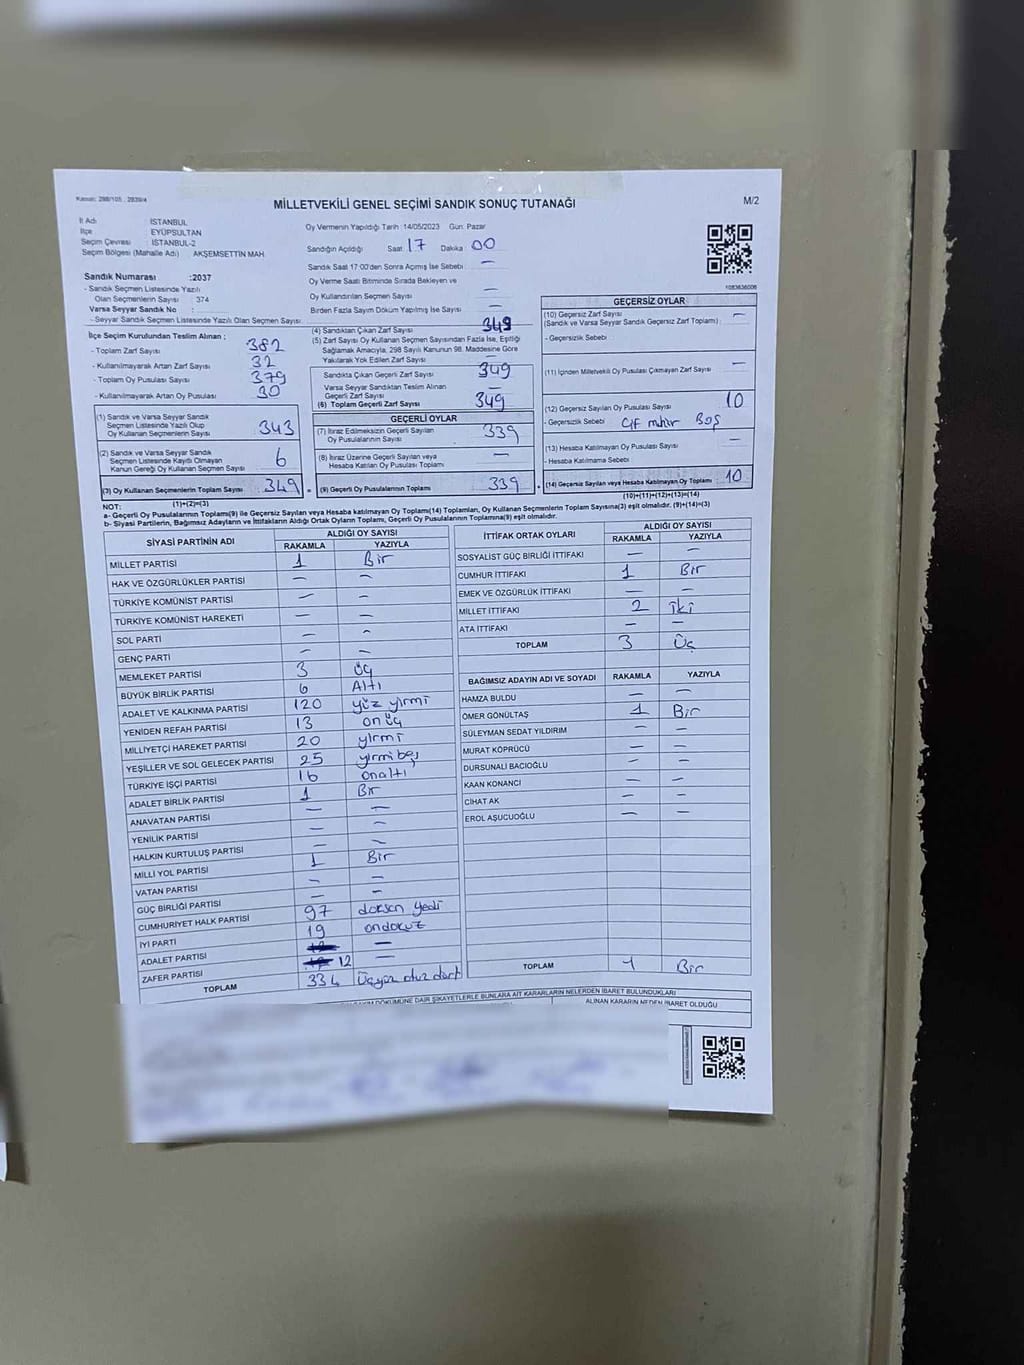 Kanun: 298/105 , 2839/4
MİLLETVEKİLİ GENEL SEÇİMİ SANDIK SONUÇ TUTANAĞI
M/2
İl Adı : İSTANBUL
İlçe : EYÜPSULTAN
Seçim Çevresi : İSTANBUL-2
Seçim Bölgesi (Mahalle Adı) : AKŞEMSETTİN MAH.
Oy Vermenin Yapıldığı Tarih :14/05/2023 Gün: Pazar
Sandığın Açıldığı Saat 17 Dakika 00
Sandık Saat 17:00'den Sonra Açılmış İse Sebebi —
Oy Verme Saati Bitiminde Sırada Bekleyen ve
Oy Kullandırılan Seçmen Sayısı —
Birden Fazla Sayım Döküm Yapılmış İse Sayısı —
Sandık Numarası :2037
- Sandık Seçmen Listesinde Yazılı
Olan Seçmenlerin Sayısı : 374
Varsa Seyyar Sandık No :
- Seyyar Sandık Seçmen Listesinde Yazılı Olan Seçmen Sayısı:
İlçe Seçim Kurulundan Teslim Alınan ;
- Toplam Zarf Sayısı 382
- Kullanılmayarak Artan Zarf Sayısı 32
- Toplam Oy Pusulası Sayısı 379
- Kullanılmayarak Artan Oy Pusulası 30
(1) Sandık ve Varsa Seyyar Sandık
Seçmen Listesinde Yazılı Olup
Oy Kullanan Seçmenlerin Sayısı 343
(2) Sandık ve Varsa Seyyar Sandık
Seçmen Listesinde Kayıtlı Olmayan
Kanun Gereği Oy Kullanan Seçmen Sayısı 6
(3) Oy Kullanan Seçmenlerin Toplam Sayısı 349
(1)+(2)=(3)
(4) Sandıktan Çıkan Zarf Sayısı 349
(5) Zarf Sayısı Oy Kullanan Seçmen Sayısından Fazla İse, Eşitliği
Sağlamak Amacıyla, 298 Sayılı Kanunun 98. Maddesine Göre
Yakılarak Yok Edilen Zarf Sayısı —
Sandıkta Çıkan Geçerli Zarf Sayısı 349
Varsa Seyyar Sandıktan Teslim Alınan
Geçerli Zarf Sayısı —
(6) Toplam Geçerli Zarf Sayısı 349
GEÇERLİ OYLAR
(7) İtiraz Edilmeksizin Geçerli Sayılan
Oy Pusulalarının Sayısı 339
(8) İtiraz Üzerine Geçerli Sayılan veya
Hesaba Katılan Oy Pusulası Toplamı —
(9) Geçerli Oy Pusulalarının Toplamı 339
1083636006
GEÇERSİZ OYLAR
(10) Geçersiz Zarf Sayısı —
(Sandık ve Varsa Seyyar Sandık Geçersiz Zarf Toplamı)
- Geçersizlik Sebebi
(11) İçinden Milletvekili Oy Pusulası Çıkmayan Zarf Sayısı —
(12) Geçersiz Sayılan Oy Pusulası Sayısı 10
- Geçersizlik Sebebi Çif mühür Boş
(13) Hesaba Katılmayan Oy Pusulası Sayısı —
- Hesaba Katılmama Sebebi
(14) Geçersiz Sayılan veya Hesaba Katılmayan Oy Toplamı 10
(10)+(11)+(12)+(13)=(14)
NOT:
a- Geçerli Oy Pusulalarının Toplamı(9) ile Geçersiz Sayılan veya Hesaba katılmayan Oy Toplam(14) Toplamları, Oy Kullanan Seçmenlerin Toplam Sayısına(3) eşit olmalıdır. (9)+(14)=(3)
b- Siyasi Partilerin, Bağımsız Adayların ve İttifakların Aldığı Ortak Oyların Toplamı, Geçerli Oy Pusulalarının Toplamına(9) eşit olmalıdır.
SİYASİ PARTİNİN ADI ALDIĞI OY SAYISI
RAKAMLA YAZIYLA
MİLLET PARTİSİ 1 Bir
HAK VE ÖZGÜRLÜKLER PARTİSİ — —
TÜRKİYE KOMÜNİST PARTİSİ — —
TÜRKİYE KOMÜNİST HAREKETİ — —
SOL PARTİ — —
GENÇ PARTİ — —
MEMLEKET PARTİSİ 3 üç
BÜYÜK BİRLİK PARTİSİ 6 Altı
ADALET VE KALKINMA PARTİSİ 120 yüz yirmi
YENİDEN REFAH PARTİSİ 13 on üç
MİLLİYETÇİ HAREKET PARTİSİ 20 yirmi
YEŞİLLER VE SOL GELECEK PARTİSİ 25 yirmi beş
TÜRKİYE İŞÇİ PARTİSİ 16 onaltı
ADALET BİRLİK PARTİSİ 1 Bir
ANAVATAN PARTİSİ — —
YENİLİK PARTİSİ — —
HALKIN KURTULUŞ PARTİSİ — —
MİLLİ YOL PARTİSİ 1 Bir
VATAN PARTİSİ — —
GÜÇ BİRLİĞİ PARTİSİ — —
CUMHURİYET HALK PARTİSİ 97 doksan yedi
İYİ PARTİ 19 ondokuz
ADALET PARTİSİ —
ZAFER PARTİSİ 12 —
TOPLAM 334 üçyüz otuz dört
İTTİFAK ORTAK OYLARI ALDIĞI OY SAYISI
RAKAMLA YAZIYLA
SOSYALİST GÜÇ BİRLİĞİ İTTİFAKI — —
CUMHUR İTTİFAKI 1 Bir
EMEK VE ÖZGÜRLÜK İTTİFAKI — —
MİLLET İTTİFAKI 2 iki
ATA İTTİFAKI — —
TOPLAM 3 Üç
BAĞIMSIZ ADAYIN ADI VE SOYADI RAKAMLA YAZIYLA
HAMZA BULDU — —
ÖMER GÖNÜLTAŞ 1 Bir
SÜLEYMAN SEDAT YILDIRIM — —
MURAT KÖPRÜCÜ — —
DURSUNALİ BACIOĞLU — —
KAAN KONANCI — —
CİHAT AK — —
EROL AŞUCUOĞLU — —
TOPLAM 1 Bir
DÖKÜMÜNE DAİR ŞİKAYETLERLE BUNLARA AİT KARARLARIN NELERDEN İBARET BULUNDUKLARI
ALINAN KARARIN NEDEN İBARET OLDUĞU